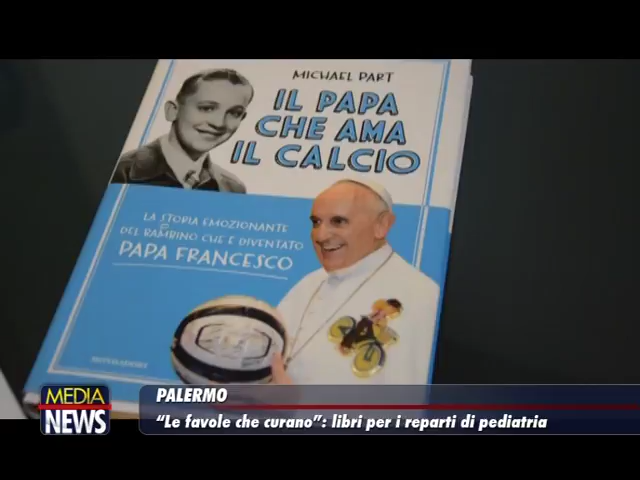 MICHAEL PART
IL PAPA
CHE AMA
IL CALCIO
LA STORIA EMOZIONANTE
DEL BAMBINO CHE È DIVENTATO
PAPA FRANCESCO
MONDADORI
MEDIA
NEWS
PALERMO
“Le favole che curano”: libri per i reparti di pediatria